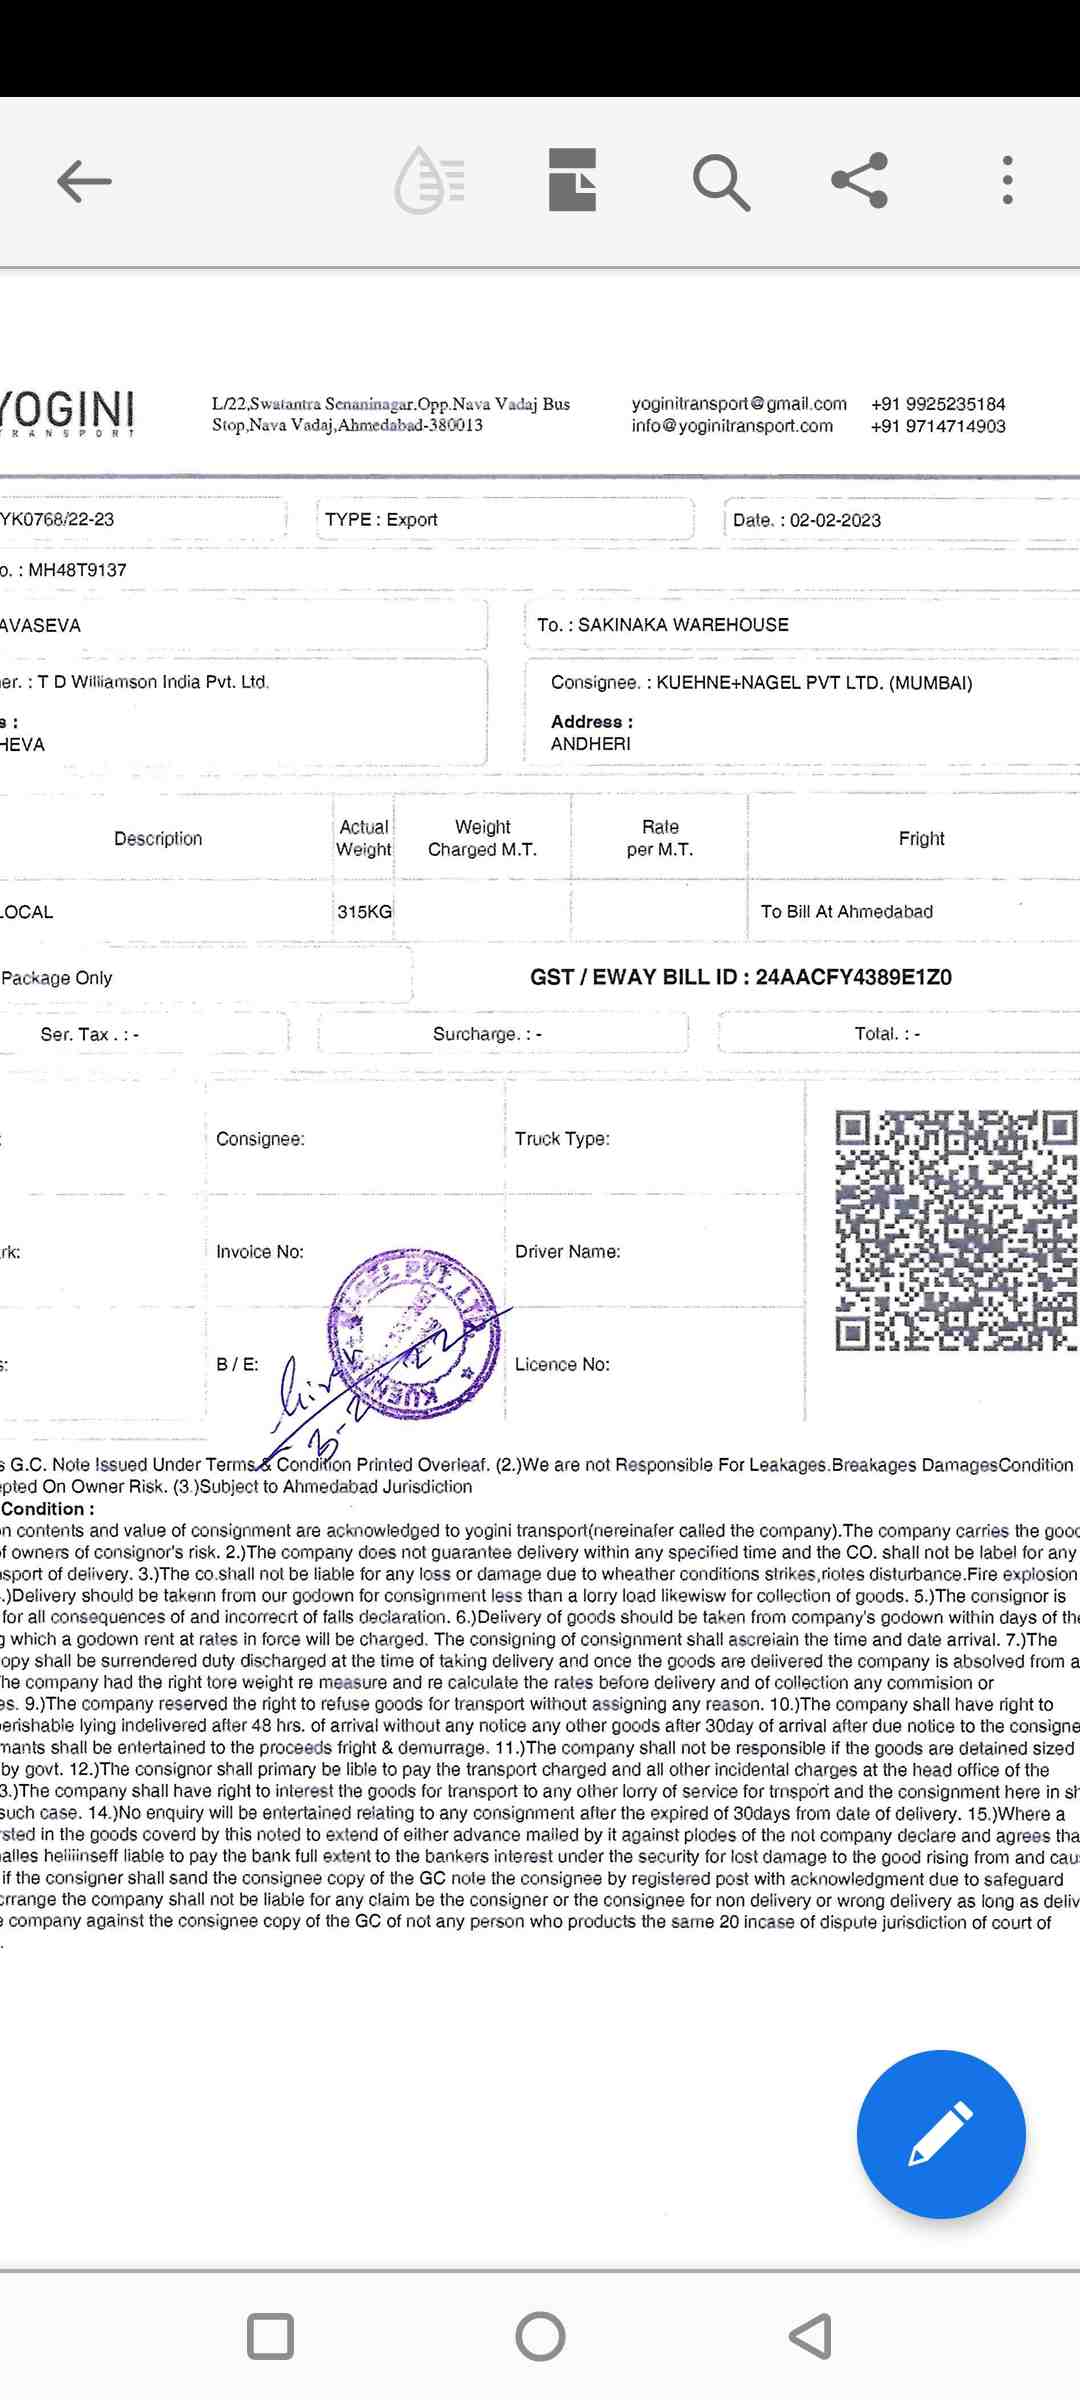 YOGINI
TRANSPORT
L/22,Swatantra Senaninagar.Opp.Nava Vadaj Bus
Stop,Nava Vadaj,Ahmedabad-380013
yoginitransport@gmail.com +91 9925235184
info@yoginitransport.com +91 9714714903
YK0768/22-23
TYPE : Export
Date. : 02-02-2023
o. : MH48T9137
AVASEVA
To. : SAKINAKA WAREHOUSE
er. : T D Williamson India Pvt. Ltd.
Consignee. : KUEHNE+NAGEL PVT LTD. (MUMBAI)
s :
HEVA
Address :
ANDHERI
Description
Actual
Weight
Weight
Charged M.T.
Rate
per M.T.
Fright
LOCAL
315KG
To Bill At Ahmedabad
Package Only
GST / EWAY BILL ID : 24AACFY4389E1Z0
Ser. Tax . : -
Surcharge. : -
Total. : -
:
Consignee:
Truck Type:
rk:
Invoice No:
Driver Name:
s:
B / E:
Licence No:
s G.C. Note Issued Under Terms & Condition Printed Overleaf. (2.)We are not Responsible For Leakages.Breakages DamagesCondition
pted On Owner Risk. (3.)Subject to Ahmedabad Jurisdiction
Condition :
n contents and value of consignment are acknowledged to yogini transport(nereinafer called the company).The company carries the good
f owners of consignor's risk. 2.)The company does not guarantee delivery within any specified time and the CO. shall not be label for any
sport of delivery. 3.)The co.shall not be liable for any loss or damage due to wheather conditions strikes,riotes disturbance.Fire explosion
.)Delivery should be takenn from our godown for consignment less than a lorry load likewisw for collection of goods. 5.)The consignor is
for all consequences of and incorrecrt of falls declaration. 6.)Delivery of goods should be taken from company's godown within days of the
g which a godown rent at rates in force will be charged. The consigning of consignment shall ascreiain the time and date arrival. 7.)The
opy shall be surrendered duty discharged at the time of taking delivery and once the goods are delivered the company is absolved from a
he company had the right tore weight re measure and re calculate the rates before delivery and of collection any commision or
es. 9.)The company reserved the right to refuse goods for transport without assigning any reason. 10.)The company shall have right to
erishable lying indelivered after 48 hrs. of arrival without any notice any other goods after 30day of arrival after due notice to the consigne
mants shall be entertained to the proceeds fright & demurrage. 11.)The company shall not be responsible if the goods are detained sized
by govt. 12.)The consignor shall primary be lible to pay the transport charged and all other incidental charges at the head office of the
3.)The company shall have right to interest the goods for transport to any other lorry of service for trnsport and the consignment here in sh
such case. 14.)No enquiry will be entertained relating to any consignment after the expired of 30days from date of delivery. 15.)Where a
rsted in the goods coverd by this noted to extend of either advance mailed by it against plodes of the not company declare and agrees tha
alles heliiinseff liable to pay the bank full extent to the bankers interest under the security for lost damage to the good rising from and cau
if the consigner shall sand the consignee copy of the GC note the consignee by registered post with acknowledgment due to safeguard
orrange the company shall not be liable for any claim be the consigner or the consignee for non delivery or wrong delivery as long as deliv
e company against the consignee copy of the GC of not any person who products the same 20 incase of dispute jurisdiction of court of
.